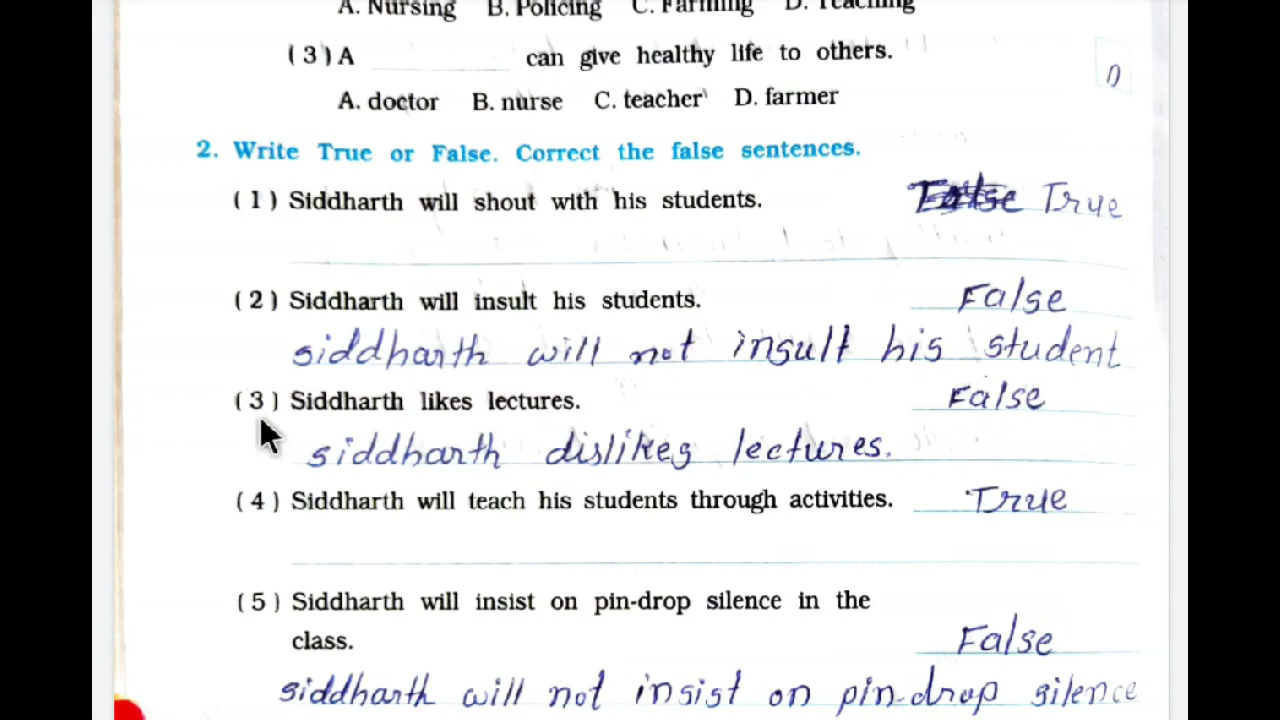 A. Nursing B. Policing C. Farming D. Teaching
(3) A can give healthy life to others.
A. doctor B. nurse C. teacher D. farmer
2. Write True or False. Correct the false sentences.
(1) Siddharth will shout with his students. False True
(2) Siddharth will insult his students. False
siddharth will not insult his student
(3) Siddharth likes lectures. False
siddharth dislikes lectures.
(4) Siddharth will teach his students through activities. True
(5) Siddharth will insist on pin-drop silence in the
class. False
siddharth will not insist on pin-drop silence